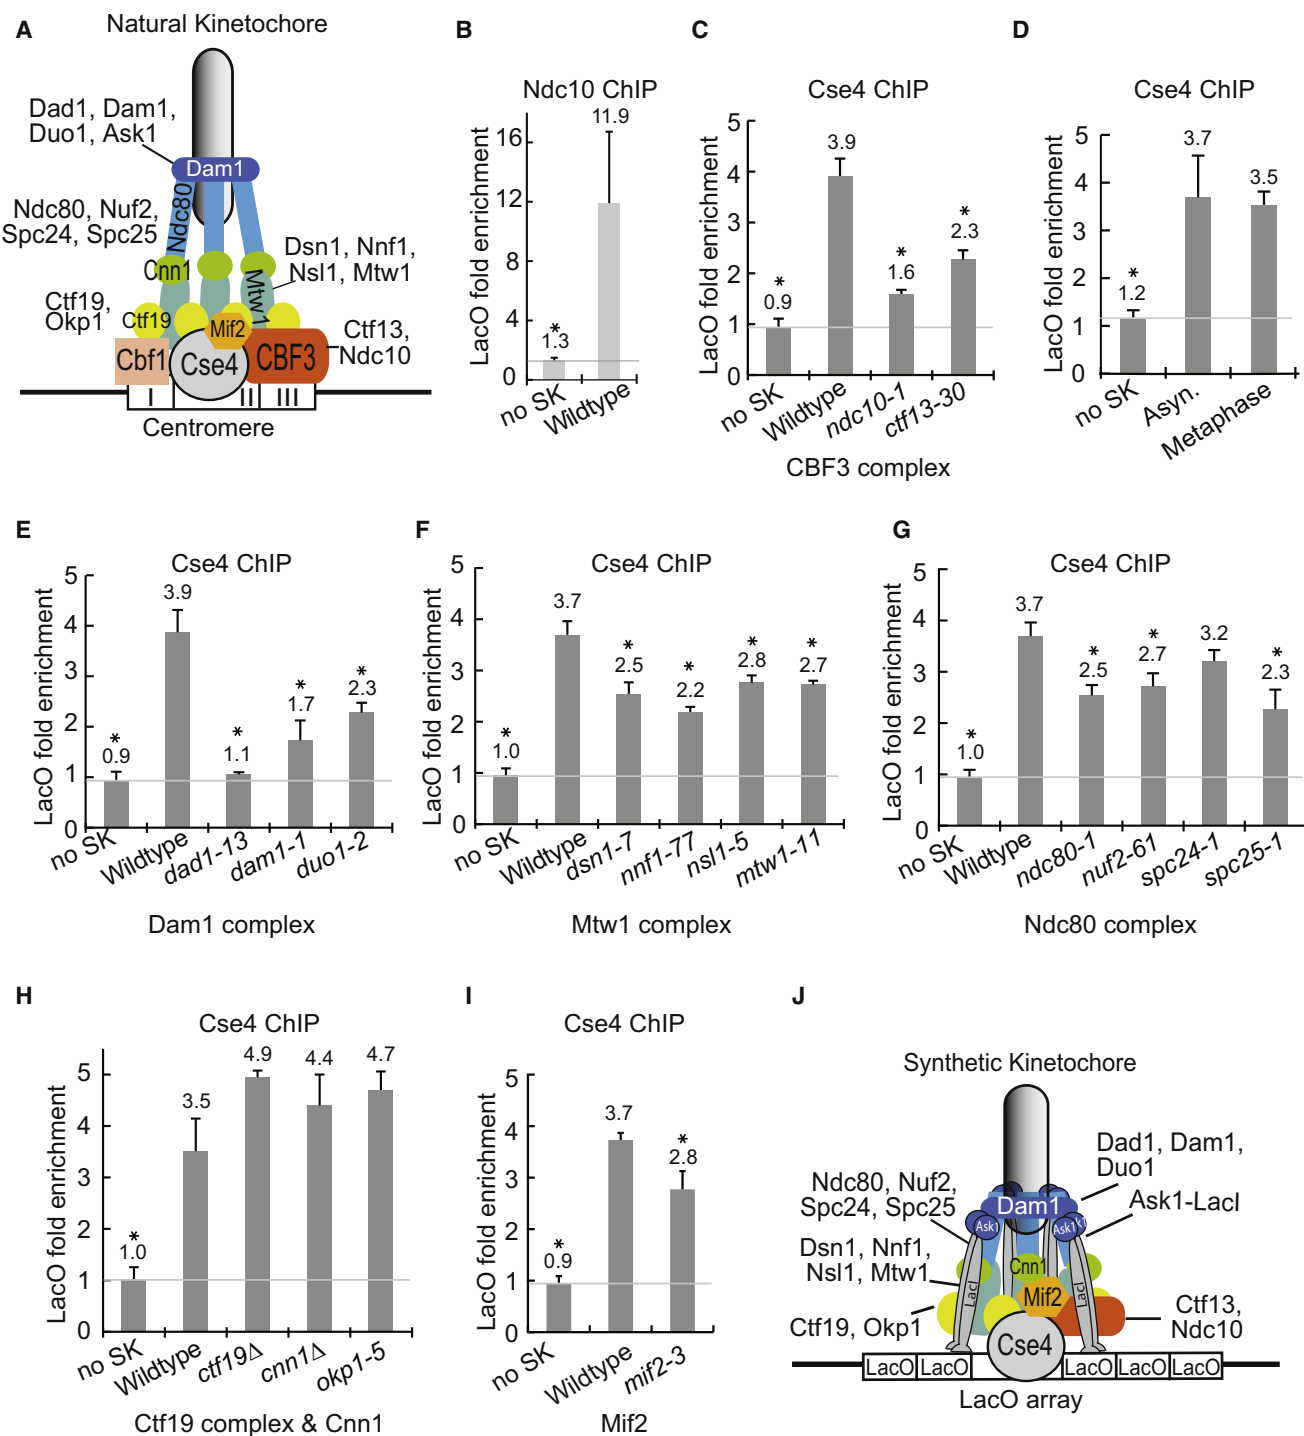 A
Natural Kinetochore
Dad1, Dam1,
Duo1, Ask1
Dam1
Ndc80, Nuf2,
Spc24, Spc25
Ndc80
Dsn1, Nnf1,
Nsl1, Mtw1
Cnn1
Mtw1
Ctf19,
Okp1
Ctf19
Mif2
Ctf13,
Ndc10
Cbf1
Cse4
CBF3
I
II
III
Centromere
B
Ndc10 ChIP
LacO fold enrichment
16
12
8
4
0
*
1.3
11.9
no SK
Wildtype
C
Cse4 ChIP
LacO fold enrichment
5
4
3
2
1
0
*
0.9
3.9
*
1.6
*
2.3
no SK
Wildtype
ndc10-1
ctf13-30
CBF3 complex
D
Cse4 ChIP
LacO fold enrichment
5
4
3
2
1
0
*
1.2
3.7
3.5
no SK
Asyn.
Metaphase
E
Cse4 ChIP
LacO fold enrichment
5
4
3
2
1
0
*
0.9
3.9
*
1.1
*
1.7
*
2.3
no SK
Wildtype
dad1-13
dam1-1
duo1-2
Dam1 complex
F
Cse4 ChIP
LacO fold enrichment
5
4
3
2
1
0
*
1.0
3.7
*
2.5
*
2.2
*
2.8
*
2.7
no SK
Wildtype
dsn1-7
nnf1-77
nsl1-5
mtw1-11
Mtw1 complex
G
Cse4 ChIP
LacO fold enrichment
5
4
3
2
1
0
*
1.0
3.7
*
2.5
*
2.7
3.2
*
2.3
no SK
Wildtype
ndc80-1
nuf2-61
spc24-1
spc25-1
Ndc80 complex
H
Cse4 ChIP
LacO fold enrichment
5
4
3
2
1
0
*
1.0
3.5
4.9
4.4
4.7
no SK
Wildtype
ctf19Δ
cnn1Δ
okp1-5
Ctf19 complex & Cnn1
I
Cse4 ChIP
LacO fold enrichment
5
4
3
2
1
0
*
0.9
3.7
*
2.8
no SK
Wildtype
mif2-3
Mif2
J
Synthetic Kinetochore
Dad1, Dam1,
Duo1
Ndc80, Nuf2,
Spc24, Spc25
Ask1-LacI
Dam1
Ask1
Ask1
Dsn1, Nnf1,
Nsl1, Mtw1
Cnn1
LacI
LacI
Mif2
Ctf19, Okp1
Ctf13,
Ndc10
Cse4
LacO
LacO
LacO
LacO
LacO
LacO array